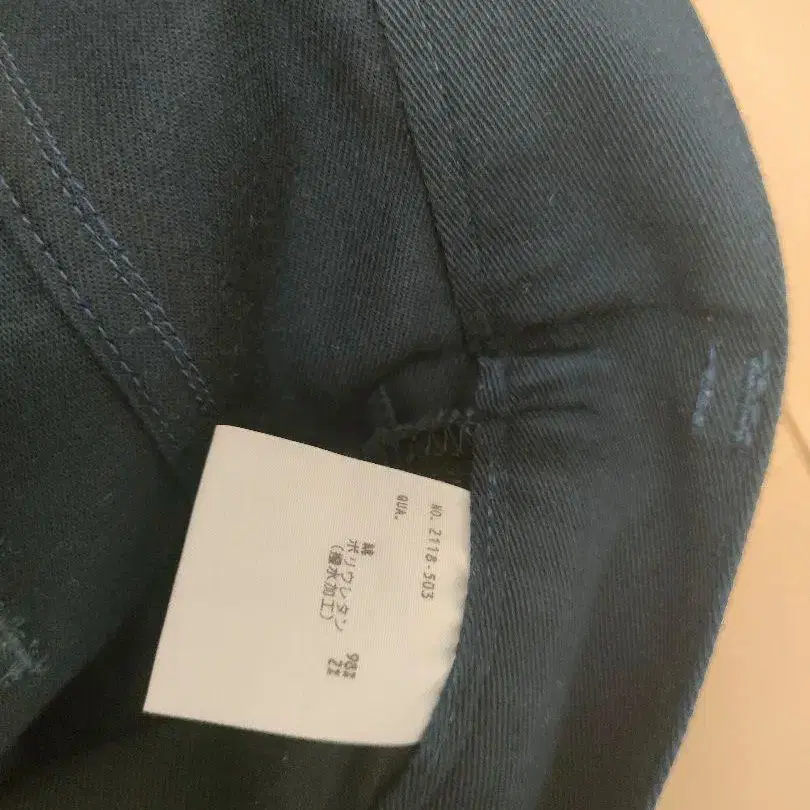 NO. 2118-503
QUA.
綿 98%
ポリウレタン 2%
(撥水加工)